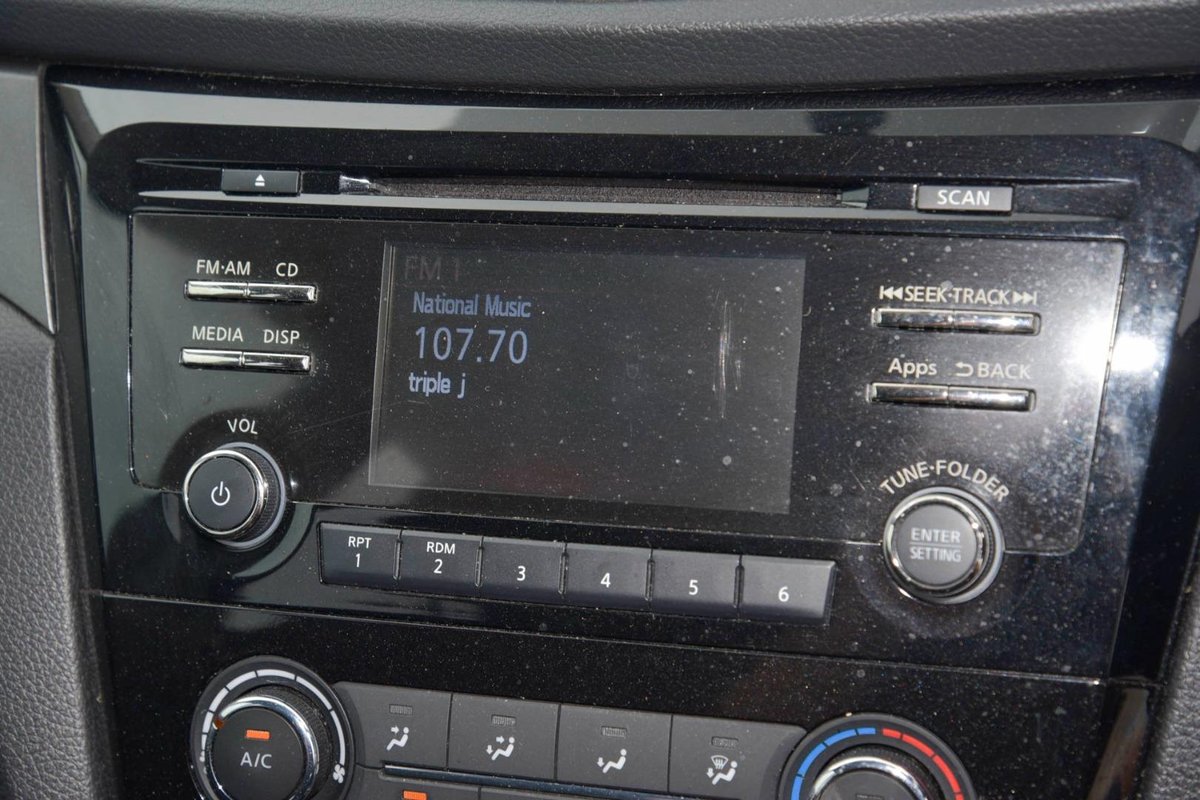 SCAN
FM·AM CD
MEDIA DISP
VOL
FM 1
National Music
107.70
triple j
SEEK·TRACK
Apps BACK
TUNE·FOLDER
ENTER
SETTING
RPT
1
RDM
2
3
4
5
6
A/C